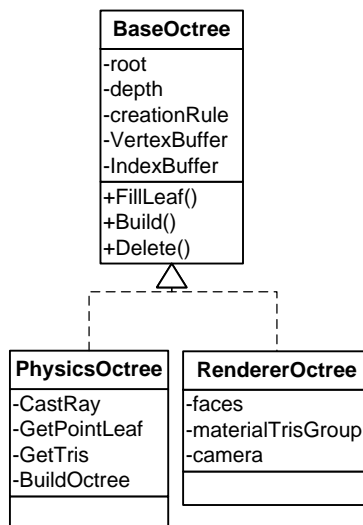 BaseOctree
-root
-depth
-creationRule
-VertexBuffer
-IndexBuffer
+FillLeaf()
+Build()
+Delete()
PhysicsOctree
-CastRay
-GetPointLeaf
-GetTris
-BuildOctree
RendererOctree
-faces
-materialTrisGroup
-camera